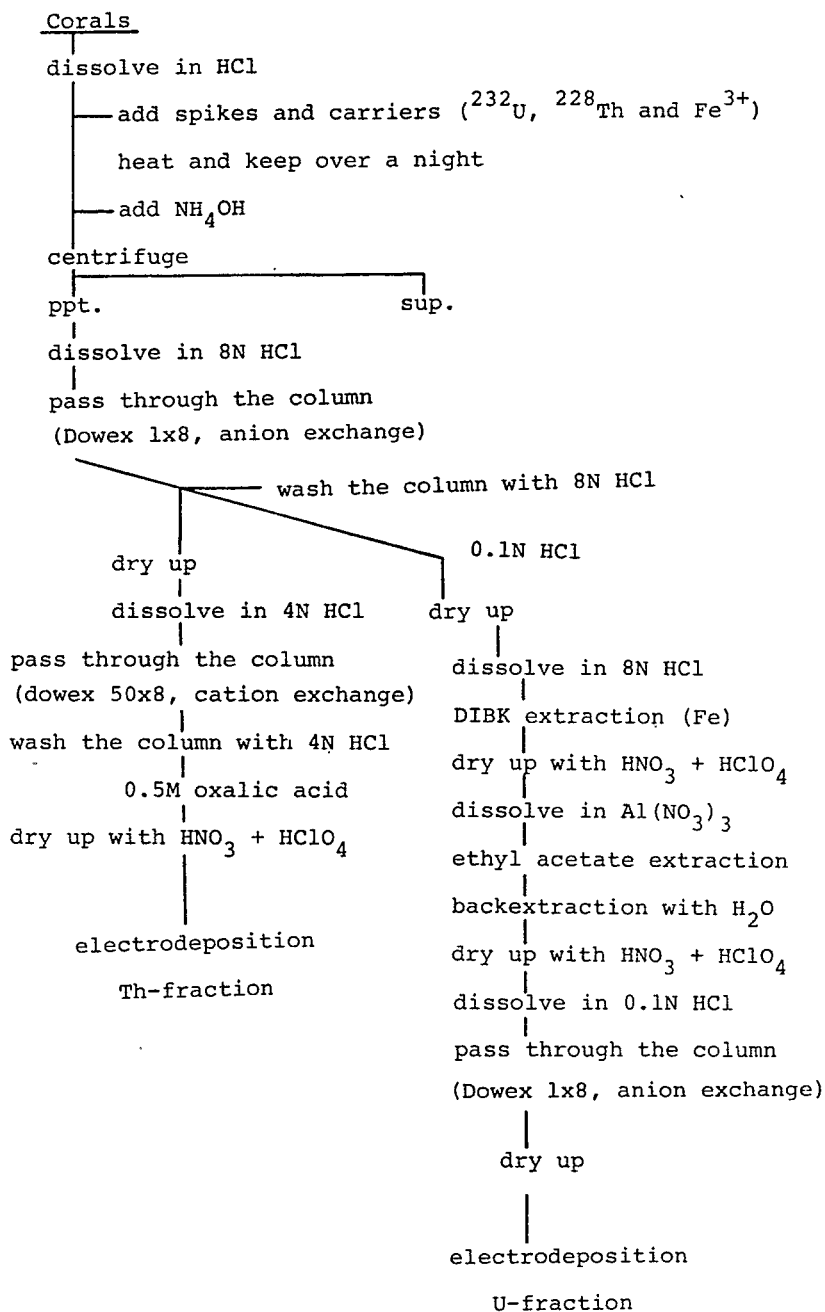 Corals
dissolve in HCl
add spikes and carriers (²³²U, ²²⁸Th and Fe³⁺)
heat and keep over a night
add NH₄OH
centrifuge
ppt.
sup.
dissolve in 8N HCl
pass through the column
(Dowex 1x8, anion exchange)
wash the column with 8N HCl
dry up
dissolve in 4N HCl
pass through the column
(dowex 50x8, cation exchange)
wash the column with 4N HCl
0.5M oxalic acid
dry up with HNO₃ + HClO₄
electrodeposition
Th-fraction
0.1N HCl
dry up
dissolve in 8N HCl
DIBK extraction (Fe)
dry up with HNO₃ + HClO₄
dissolve in Al(NO₃)₃
ethyl acetate extraction
backextraction with H₂O
dry up with HNO₃ + HClO₄
dissolve in 0.1N HCl
pass through the column
(Dowex 1x8, anion exchange)
dry up
electrodeposition
U-fraction